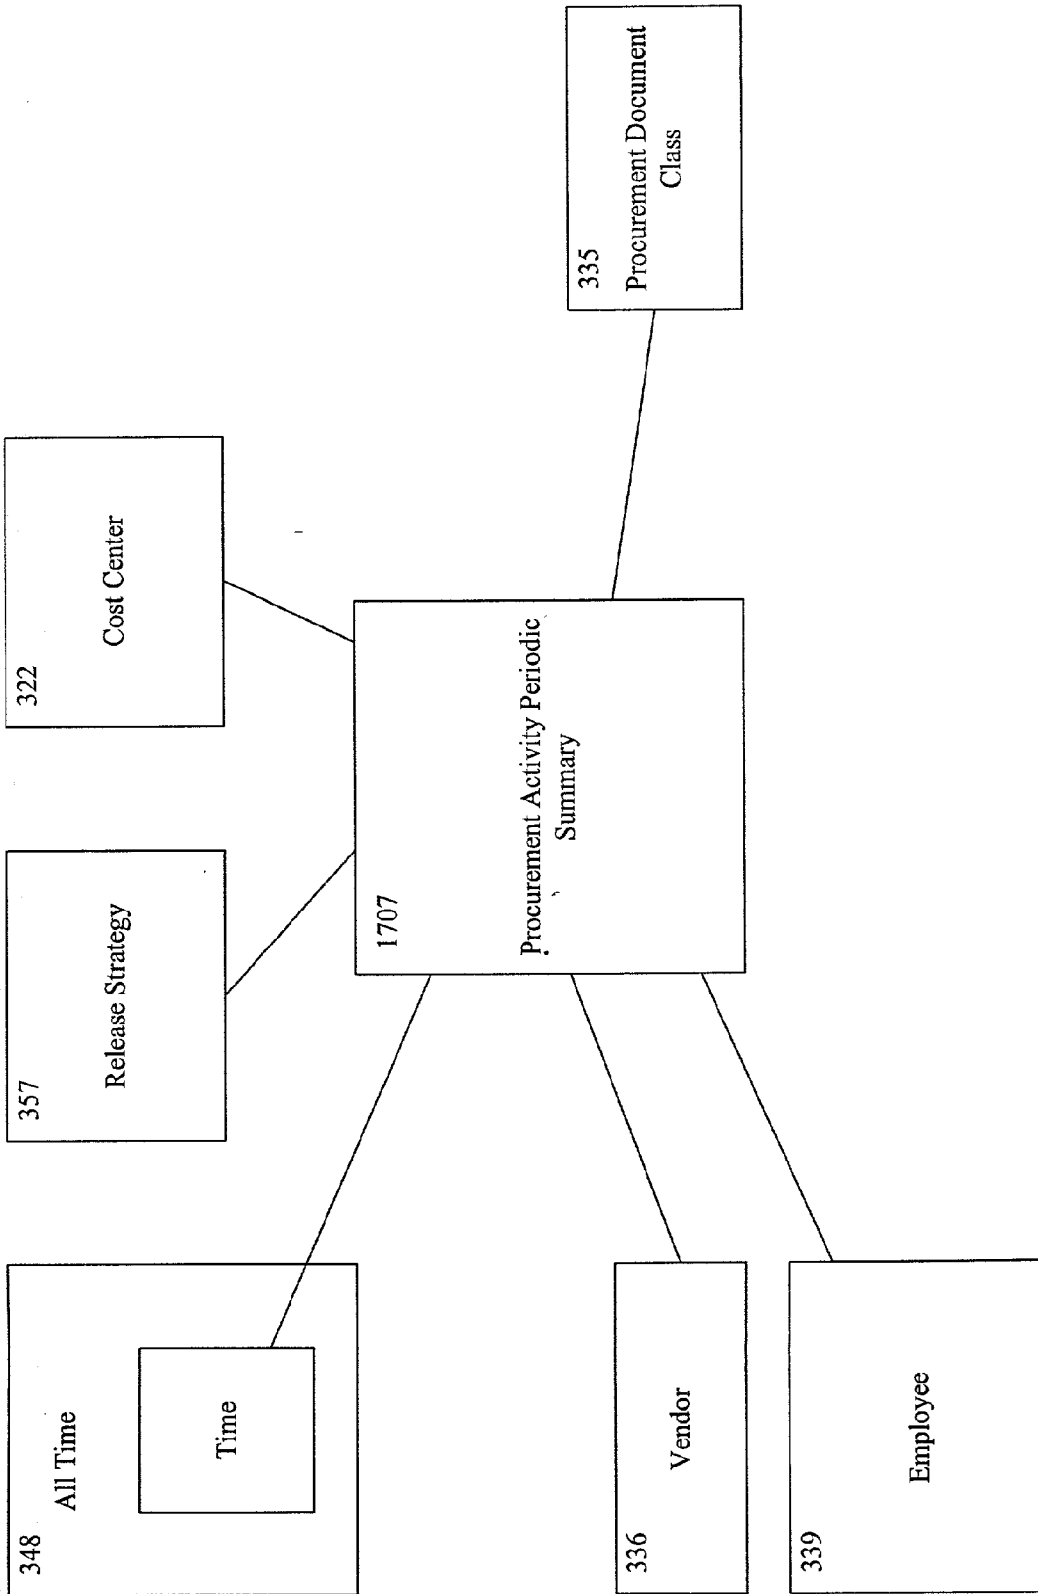 348
All Time
Time
357
Release Strategy
322
Cost Center
1707
Procurement Activity Periodic
Summary
336
Vendor
339
Employee
335
Procurement Document
Class